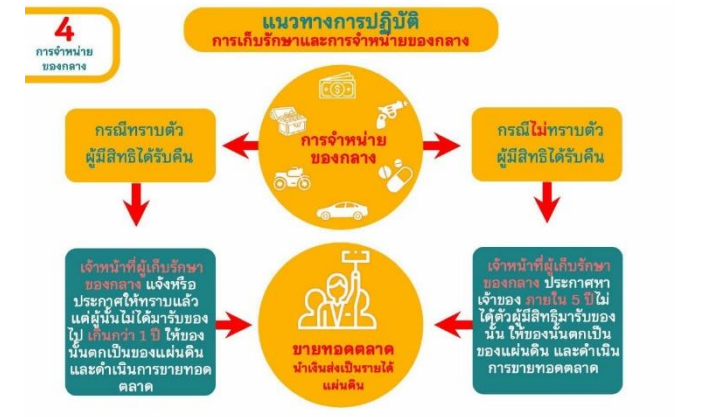 4
การจำหน่าย
ของกลาง
แนวทางการปฏิบัติ
การเก็บรักษาและการจำหน่ายของกลาง
กรณีทราบตัว
ผู้มีสิทธิได้รับคืน
การจำหน่าย
ของกลาง
กรณีไม่ทราบตัว
ผู้มีสิทธิได้รับคืน
เจ้าหน้าที่ผู้เก็บรักษา
ของกลาง แจ้งหรือ
ประกาศให้ทราบแล้ว
แต่ผู้นั้นไม่ได้มารับของ
ไป เกินกว่า 1 ปี ให้ของ
นั้นตกเป็นของแผ่นดิน
และดำเนินการขายทอด
ตลาด
ขายทอดตลาด
นำเงินส่งเป็นรายได้
แผ่นดิน
เจ้าหน้าที่ผู้เก็บรักษา
ของกลาง ประกาศหา
เจ้าของ ภายใน 5 ปีไม่
ได้ตัวผู้มีสิทธิมารับของ
นั้น ให้ของนั้นตกเป็น
ของแผ่นดิน และดำเนิน
การขายทอดตลาด